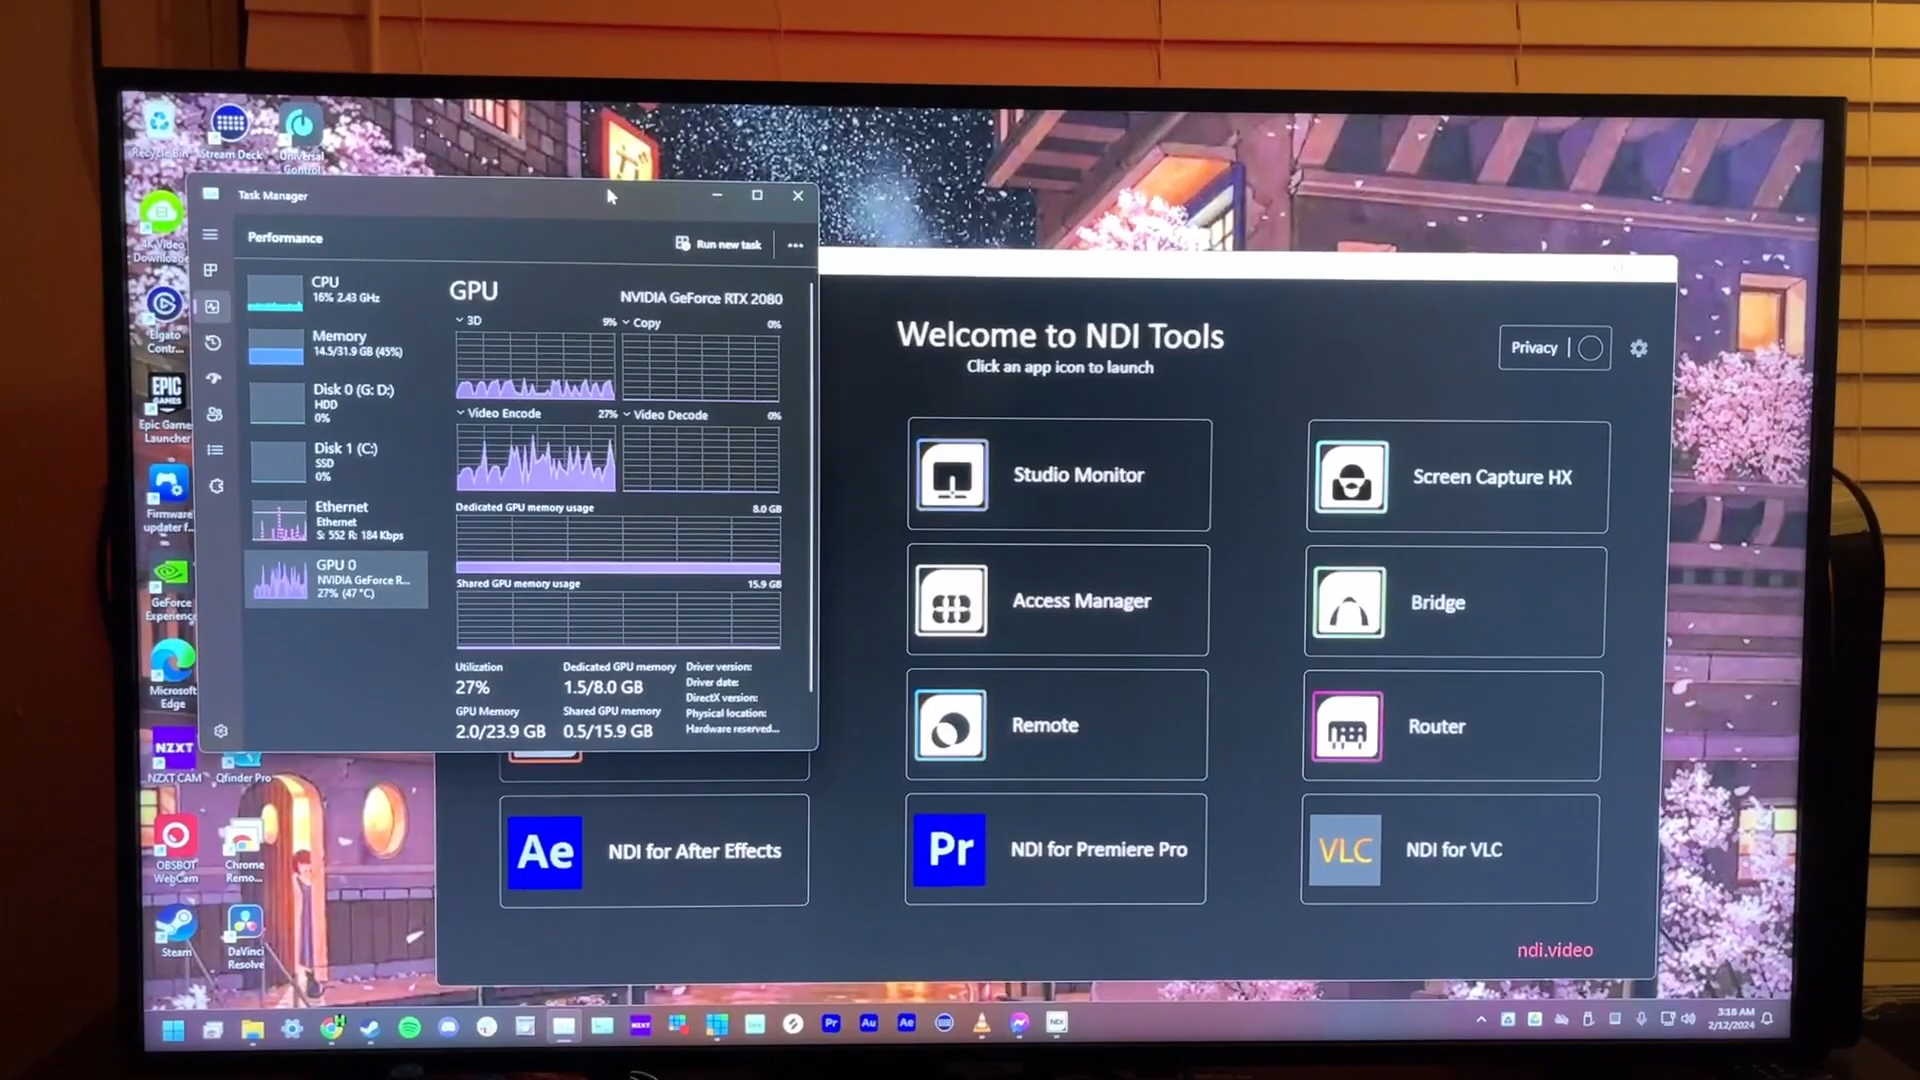 Recycle Bin
Stream Deck
Universal
Control
4K Video
Downloader
Elgato
Contr...
EPIC
GAMES
Epic Games
Launcher
Firmware
updater f...
GeForce
Experience
Microsoft
Edge
NZXT
NZXT CAM
Qfinder Pro
OBSBOT
WebCam
Chrome
Remo...
Steam
DaVinci
Resolve
Task Manager
Performance
Run new task
CPU
16% 2.43 GHz
Memory
14.5/31.9 GB (45%)
Disk 0 (G: D:)
HDD
0%
Disk 1 (C:)
SSD
0%
Ethernet
Ethernet
S: 552 R: 184 Kbps
GPU 0
NVIDIA GeForce R...
27% (47 °C)
GPU
NVIDIA GeForce RTX 2080
3D 9%
Copy 0%
Video Encode 27%
Video Decode 0%
Dedicated GPU memory usage 8.0 GB
Shared GPU memory usage 15.9 GB
Utilization
27%
Dedicated GPU memory
1.5/8.0 GB
GPU Memory
2.0/23.9 GB
Shared GPU memory
0.5/15.9 GB
Driver version:
Driver date:
DirectX version:
Physical location:
Hardware reserved...
Welcome to NDI Tools
Click an app icon to launch
Privacy
Studio Monitor
Screen Capture HX
Access Manager
Bridge
Remote
Router
Ae NDI for After Effects
Pr NDI for Premiere Pro
VLC NDI for VLC
ndi.video
NZXT
Pr
Au
Ae
3:16 AM
2/12/2024